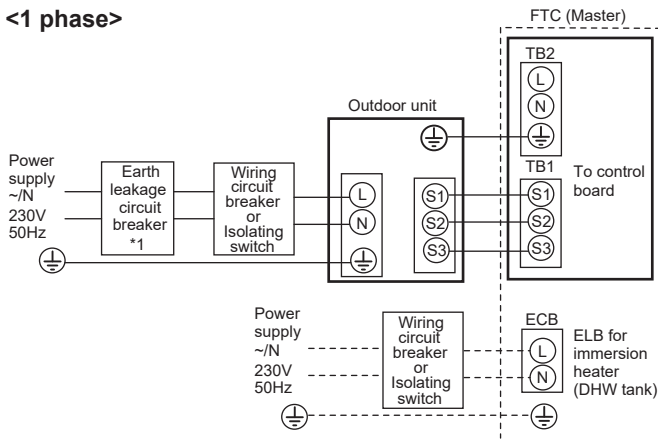 <1 phase>
FTC (Master)
TB2
L
N
Outdoor unit
Power
supply
~/N
230V
50Hz
Earth
leakage
circuit
breaker
*1
Wiring
circuit
breaker
or
Isolating
switch
L
N
S1
S2
S3
TB1
S1
S2
S3
To control
board
Power
supply
~/N
230V
50Hz
Wiring
circuit
breaker
or
Isolating
switch
ECB
L
N
ELB for
immersion
heater
(DHW tank)